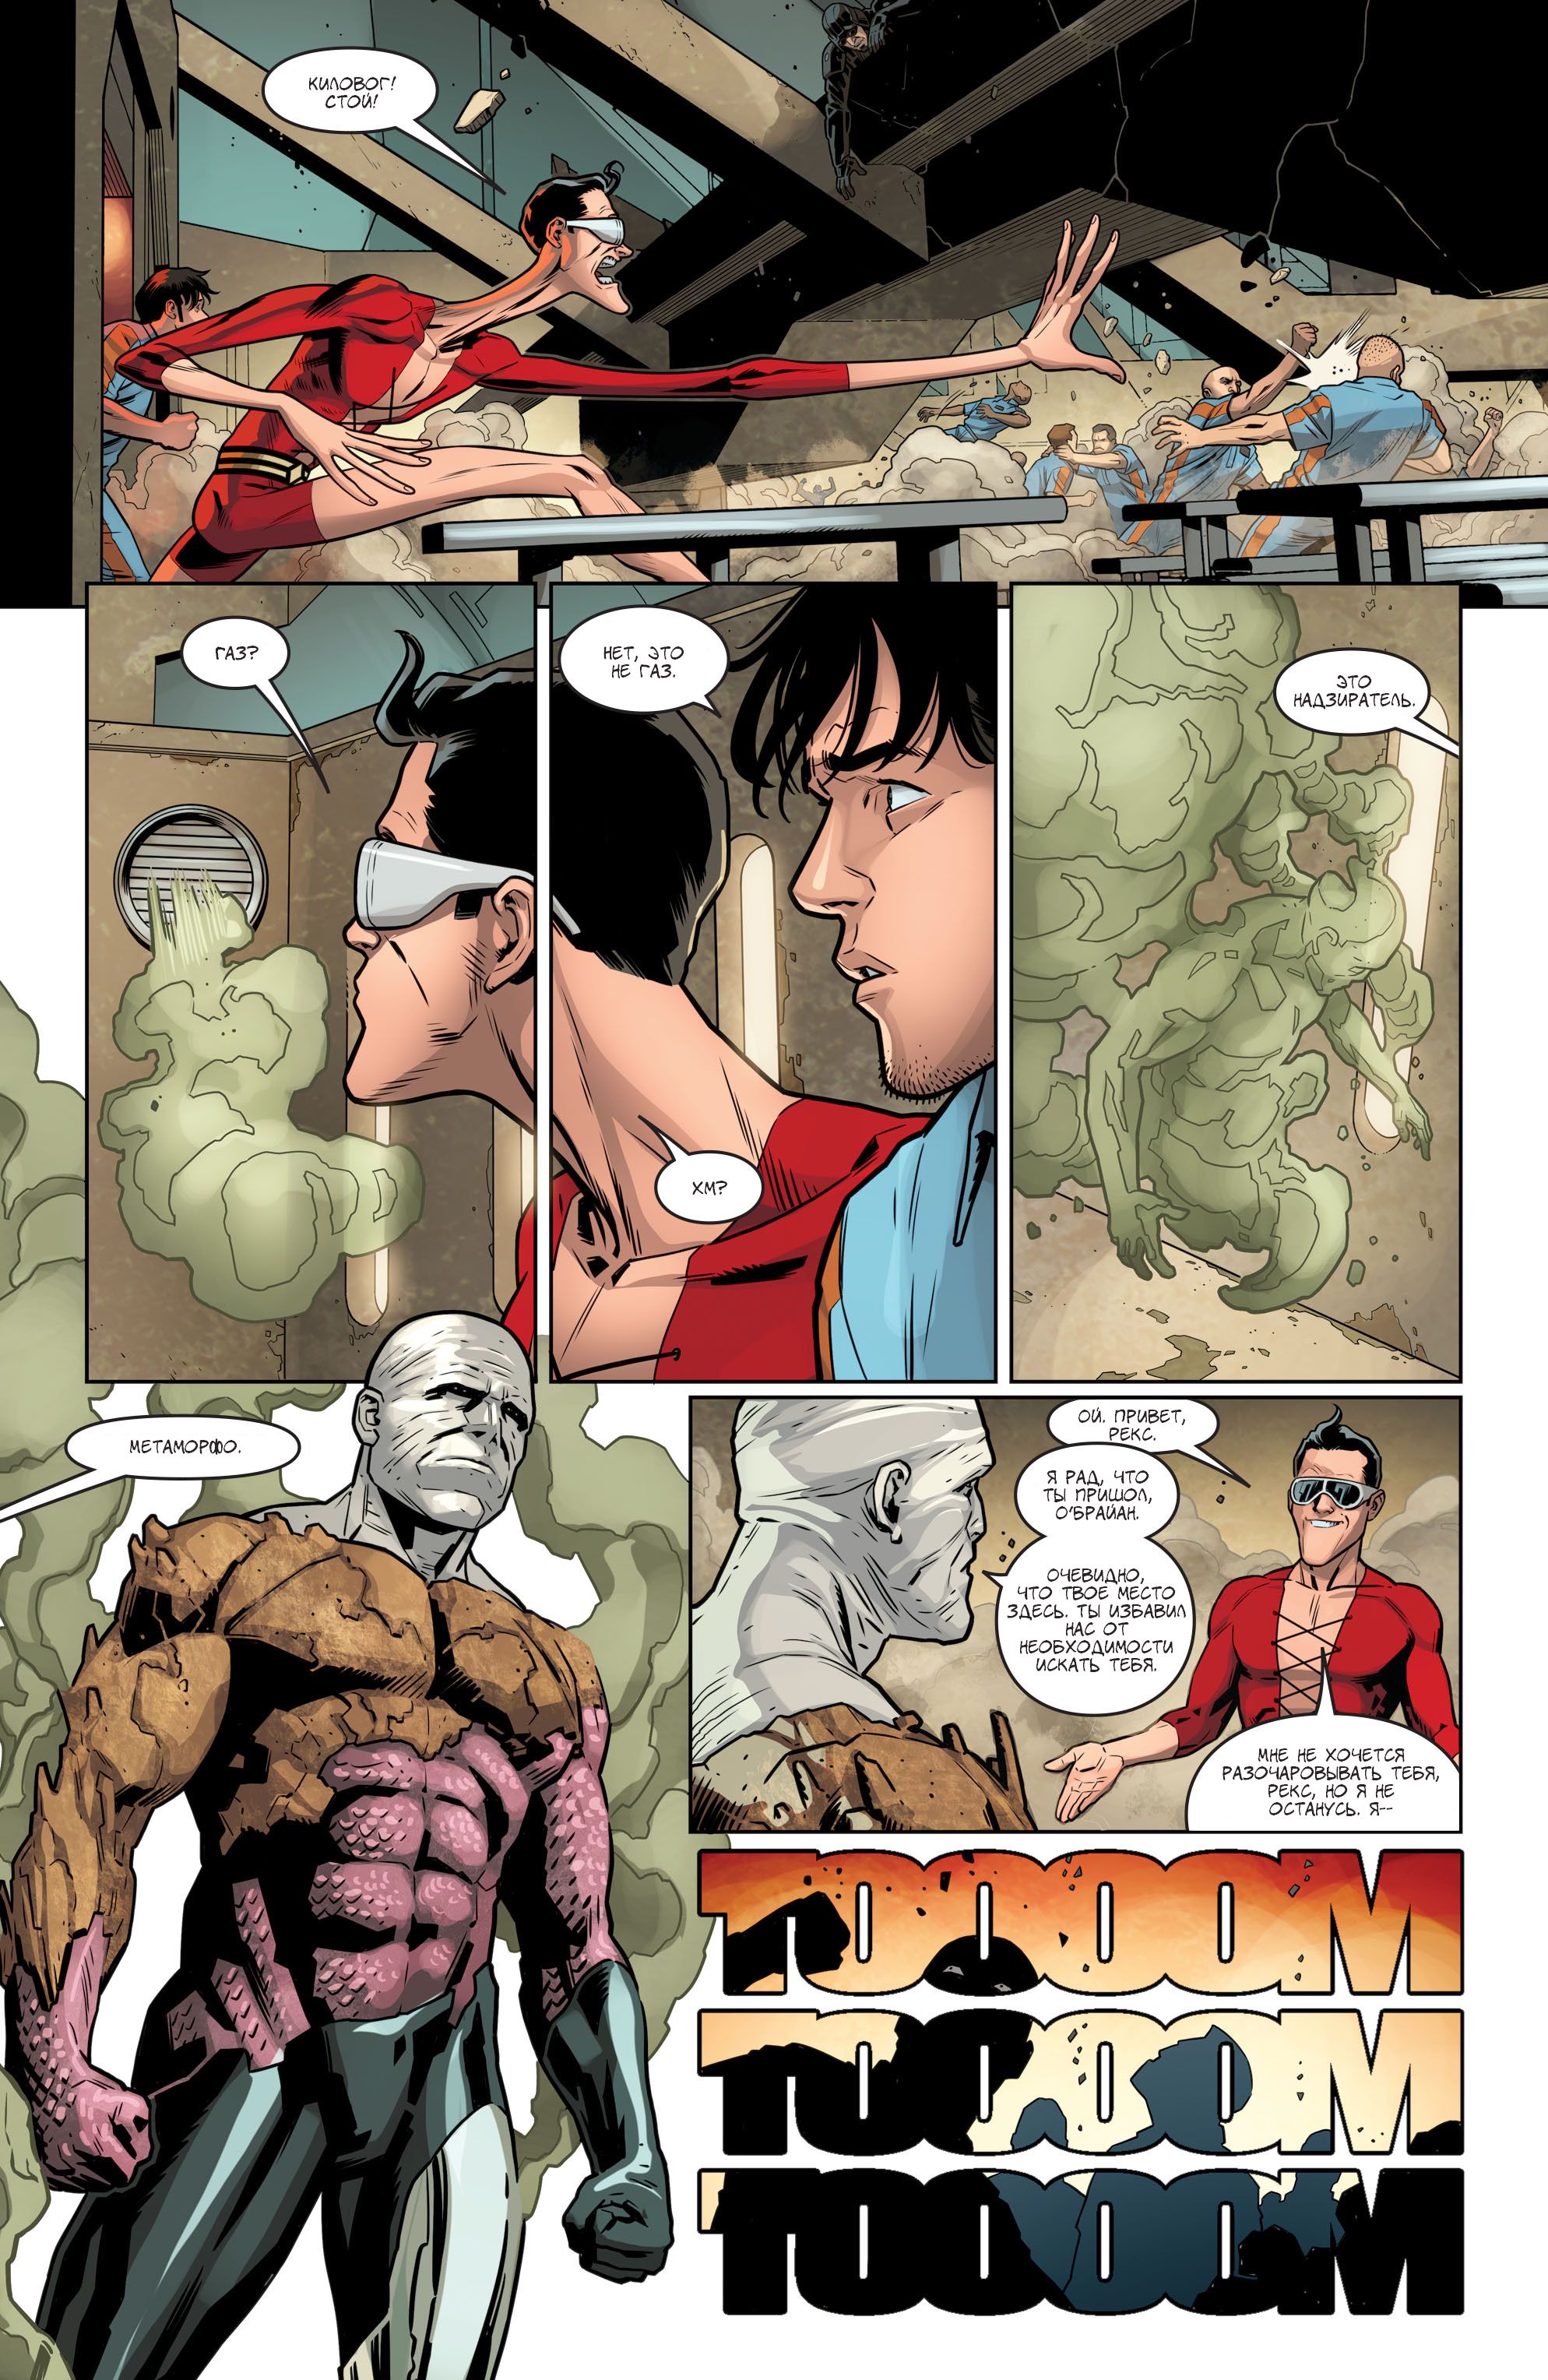 КИЛОВОГ!
СТОЙ!
ГАЗ?
НЕТ, ЭТО
НЕ ГАЗ.
ХМ?
ЭТО
НАДЗИРАТЕЛЬ.
МЕТАМОРФО.
ОЙ. ПРИВЕТ,
РЕКС.
Я РАД, ЧТО
ТЫ ПРИШОЛ,
О'БРАЙАН.
ОЧЕВИДНО,
ЧТО ТВОЕ МЕСТО
ЗДЕСЬ. ТЫ ИЗБАВИЛ
НАС ОТ
НЕОБХОДИМОСТИ
ИСКАТЬ ТЕБЯ.
МНЕ НЕ ХОЧЕТСЯ
РАЗОЧАРОВЫВАТЬ ТЕБЯ,
РЕКС, НО Я НЕ
ОСТАНУСЬ. Я--
TOOOOM
TOOOOM
TOOOOM